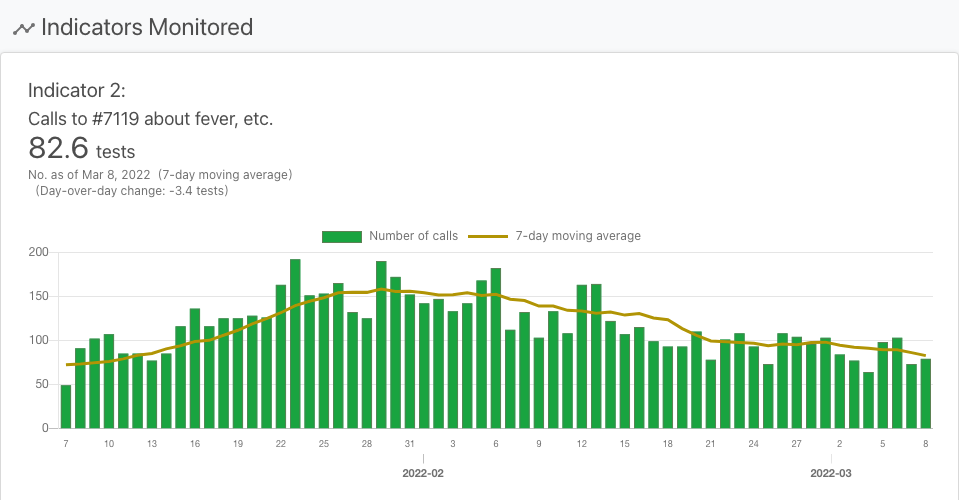 Indicators Monitored
Indicator 2:
Calls to #7119 about fever, etc.
82.6 tests
No. as of Mar 8, 2022 (7-day moving average)
(Day-over-day change: -3.4 tests)
Number of calls 7-day moving average
200
150
100
50
0
7 10 13 16 19 22 25 28 31 3 6 9 12 15 18 21 24 27 2 5 8
2022-02 2022-03